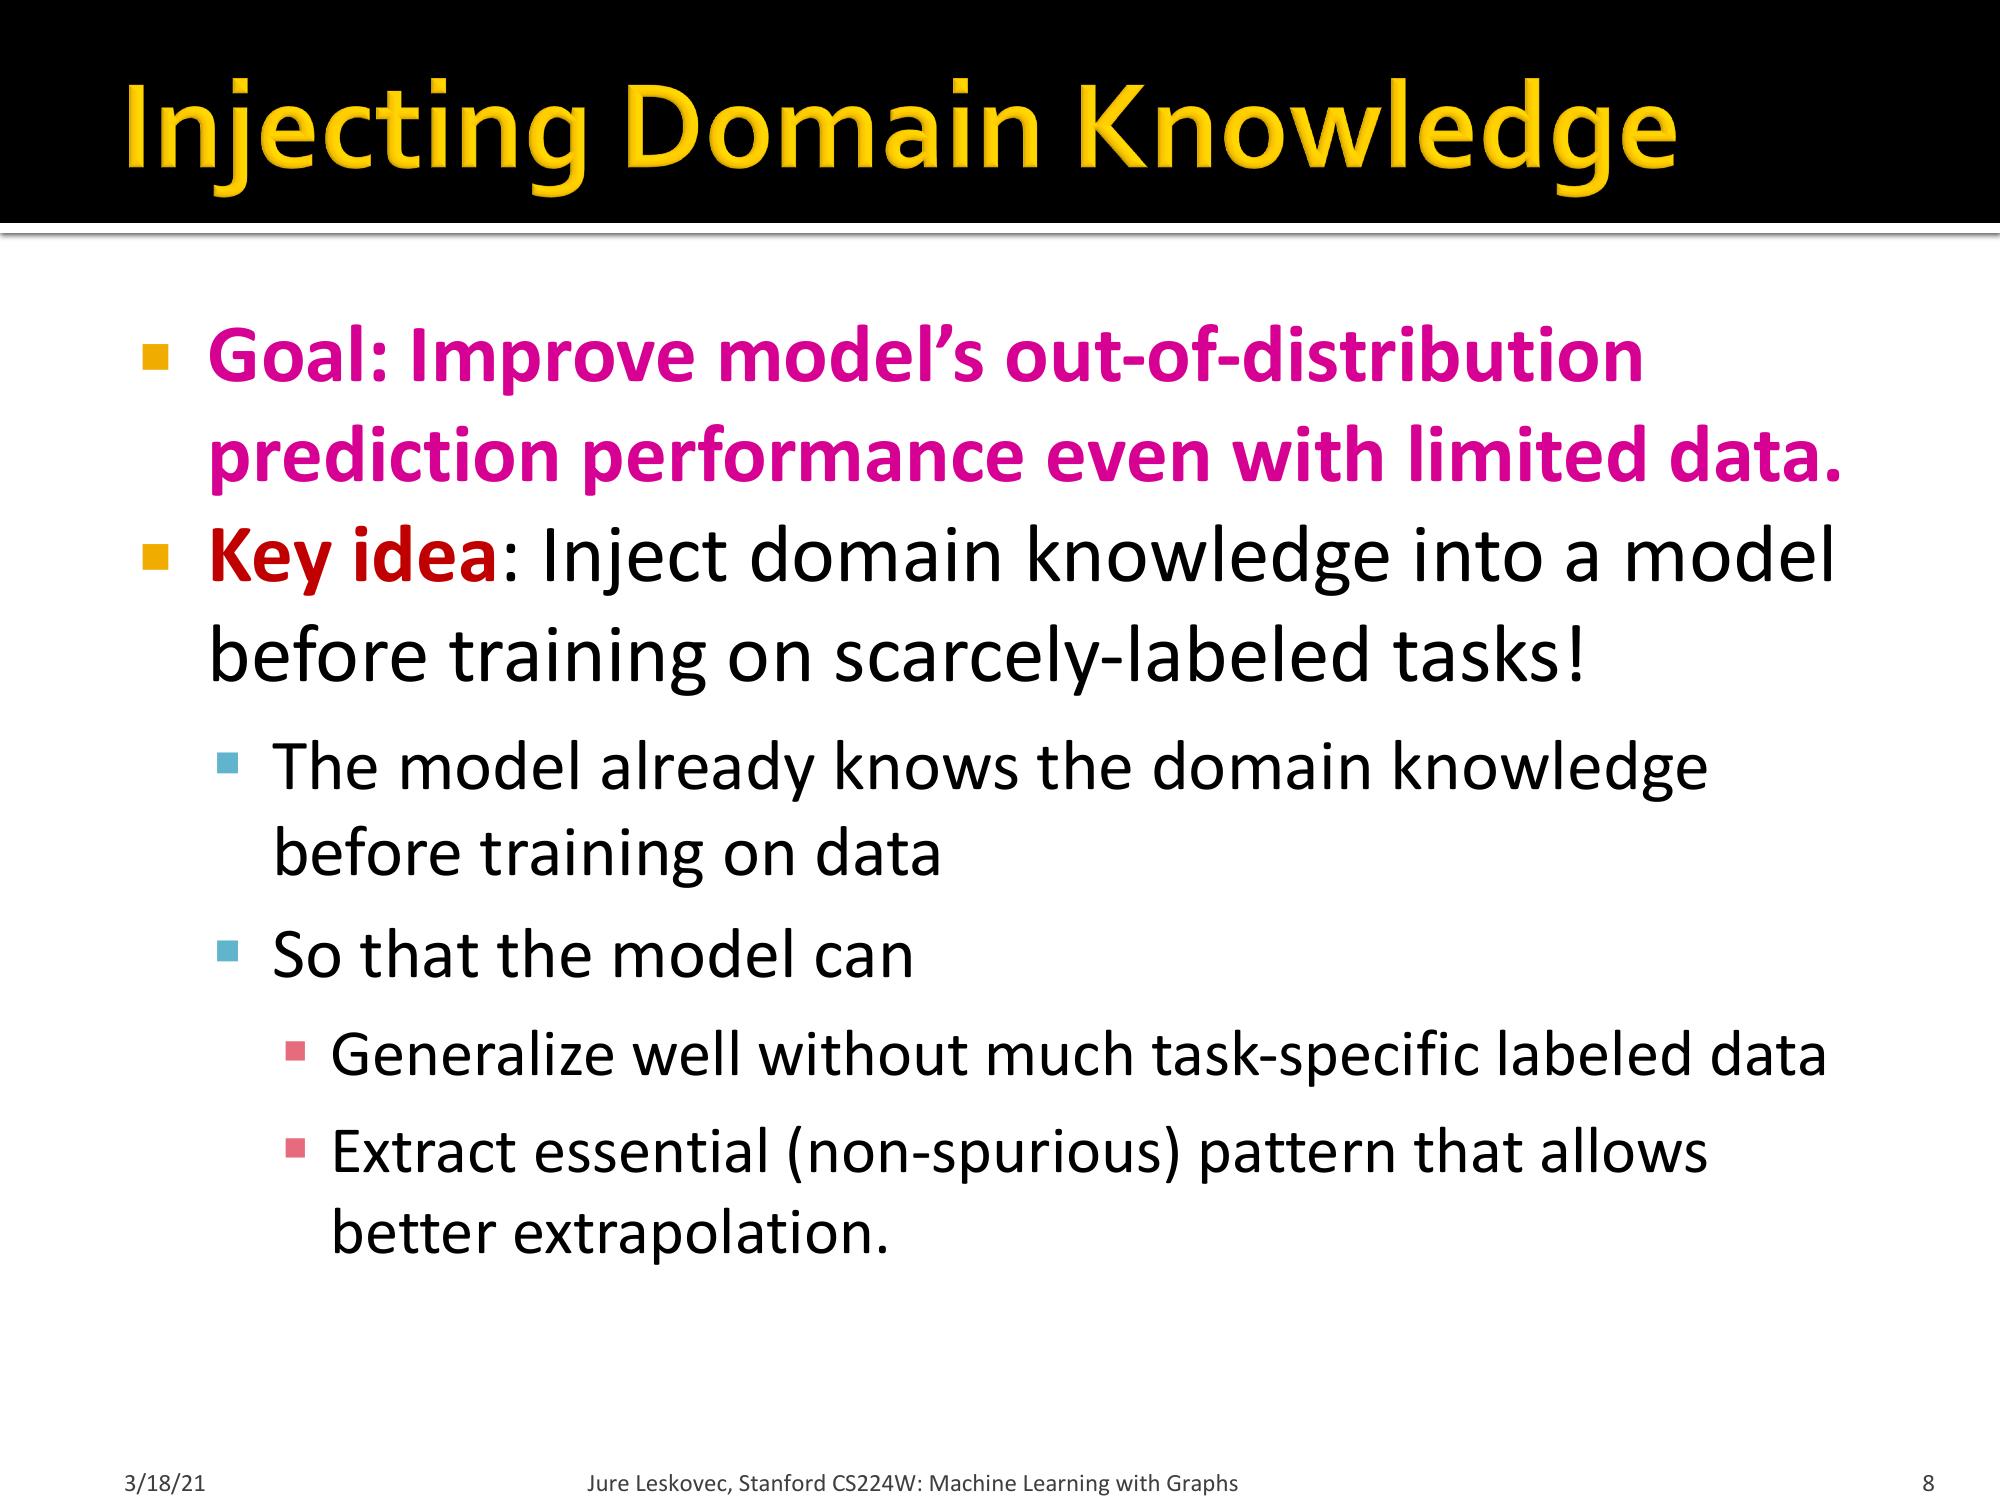 Injecting Domain Knowledge
Goal: Improve model’s out-of-distribution
prediction performance even with limited data.
Key idea: Inject domain knowledge into a model
before training on scarcely-labeled tasks!
The model already knows the domain knowledge
before training on data
So that the model can
Generalize well without much task-specific labeled data
Extract essential (non-spurious) pattern that allows
better extrapolation.
3/18/21
Jure Leskovec, Stanford CS224W: Machine Learning with Graphs
8